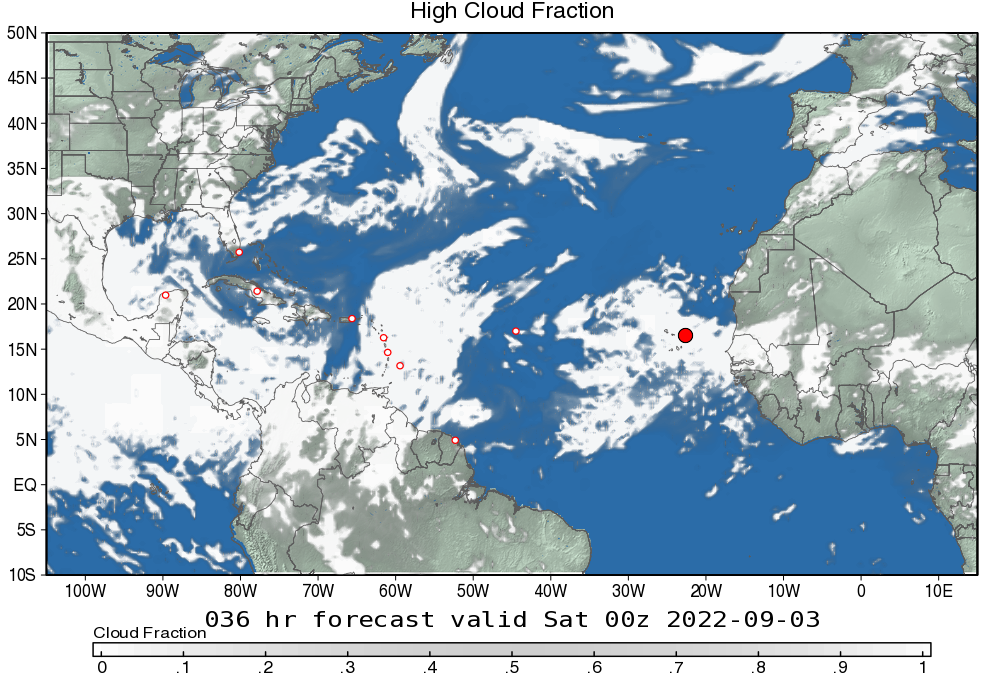 High Cloud Fraction
50N
45N
40N
35N
30N
25N
20N
15N
10N
5N
EQ
5S
10S
100W 90W 80W 70W 60W 50W 40W 30W 20W 10W 0 10E
036 hr forecast valid Sat 00z 2022-09-03
Cloud Fraction
0 .1 .2 .3 .4 .5 .6 .7 .8 .9 1